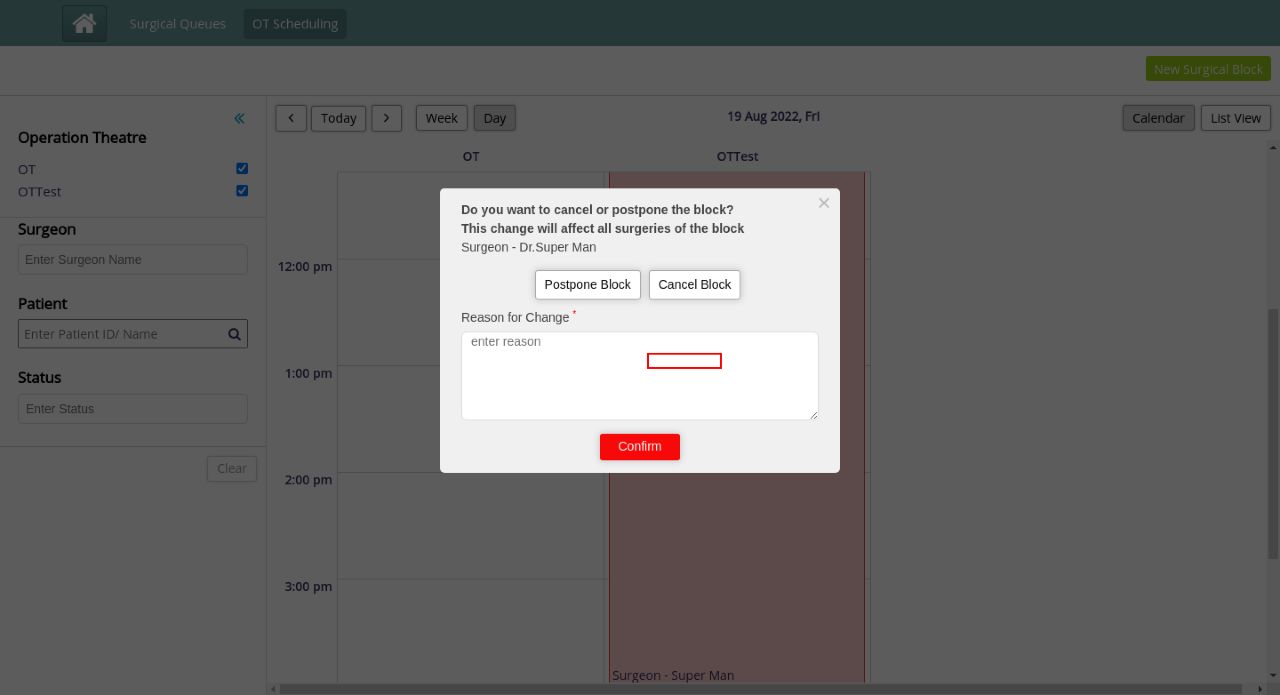 Surgical Queues
OT Scheduling
New Surgical Block
Operation Theatre
OT
OTTest
Surgeon
Enter Surgeon Name
Patient
Enter Patient ID/ Name
Status
Enter Status
Clear
Today
Week
Day
19 Aug 2022, Fri
Calendar
List View
OT
OTTest
12:00 pm
1:00 pm
2:00 pm
3:00 pm
Do you want to cancel or postpone the block?
This change will affect all surgeries of the block
Surgeon - Dr.Super Man
Postpone Block
Cancel Block
Reason for Change *
enter reason
Confirm
Surgeon - Super Man